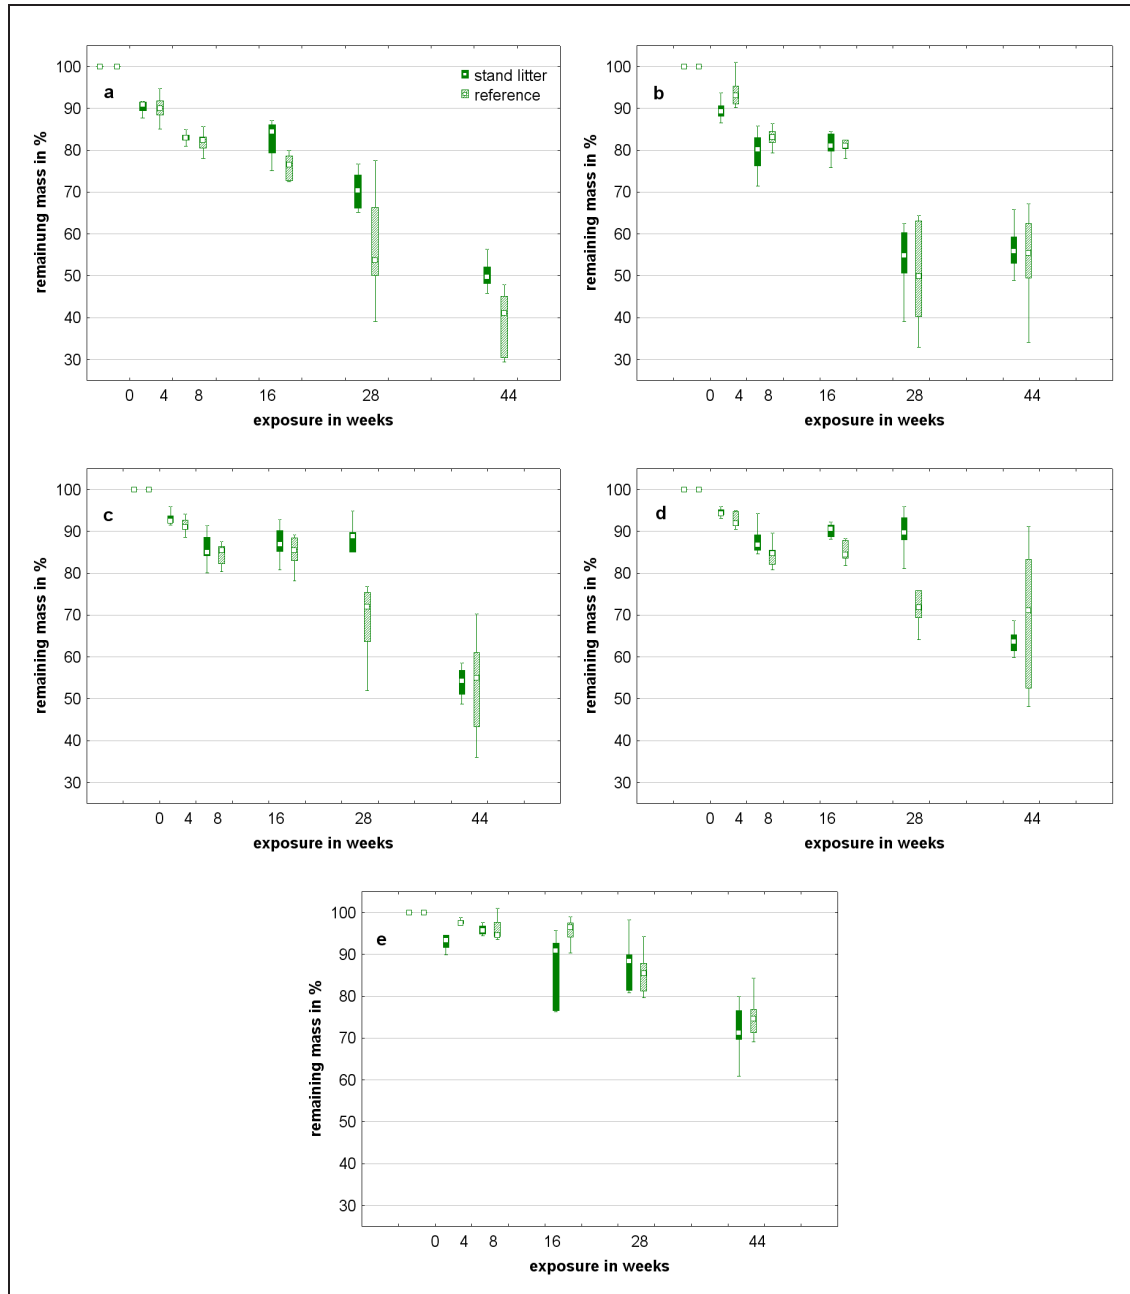 a
stand litter
reference
remainung mass in %
100
90
80
70
60
50
40
30
0 4 8 16 28 44
exposure in weeks
b
remaining mass in %
100
90
80
70
60
50
40
30
0 4 8 16 28 44
exposure in weeks
c
remaining mass in %
100
90
80
70
60
50
40
30
0 4 8 16 28 44
exposure in weeks
d
remaining mass in %
100
90
80
70
60
50
40
30
0 4 8 16 28 44
exposure in weeks
e
remaining mass in %
100
90
80
70
60
50
40
30
0 4 8 16 28 44
exposure in weeks